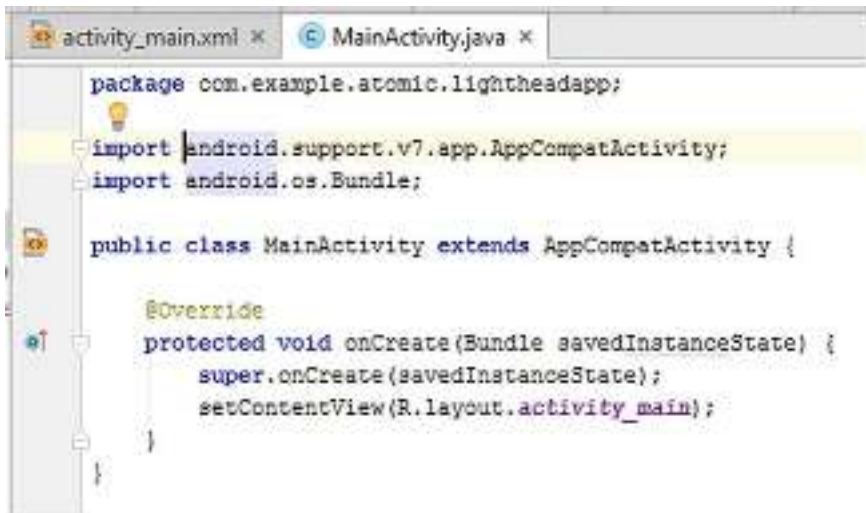 activity_main.xml × MainActivity.java ×
package com.example.atomic.lightheadapp;
import android.support.v7.app.AppCompatActivity;
import android.os.Bundle;
public class MainActivity extends AppCompatActivity {
@Override
protected void onCreate(Bundle savedInstanceState) {
super.onCreate(savedInstanceState);
setContentView(R.layout.activity_main);
}
}